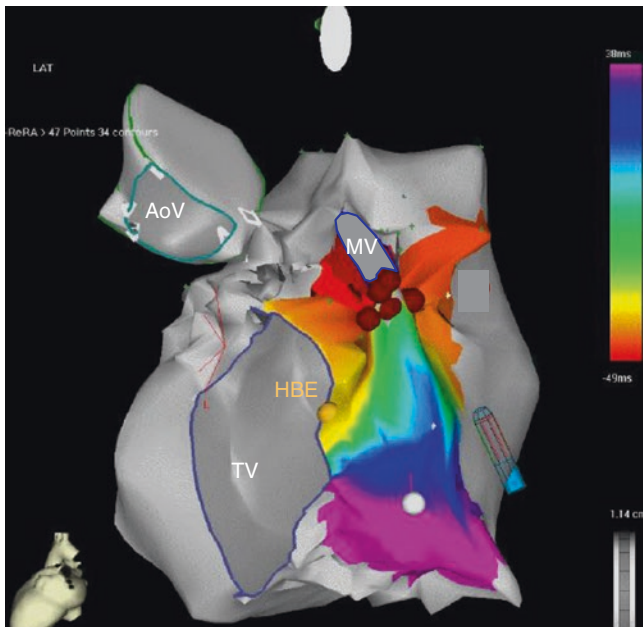 LAT
38ms
-ReRA > 47 Points 34 contours
AoV
MV
-49ms
HBE
L
TV
1.14 cm